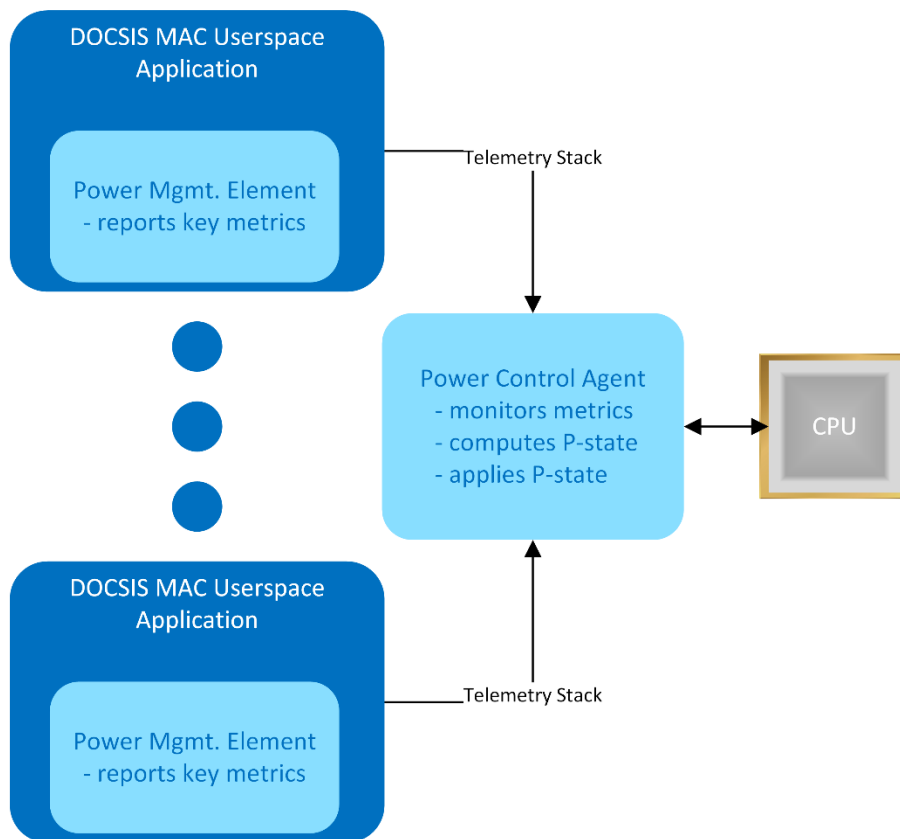 DOCSIS MAC Userspace
Application
Power Mgmt. Element
- reports key metrics
Telemetry Stack
Power Control Agent
- monitors metrics
- computes P-state
- applies P-state
CPU
DOCSIS MAC Userspace
Application
Power Mgmt. Element
- reports key metrics
Telemetry Stack